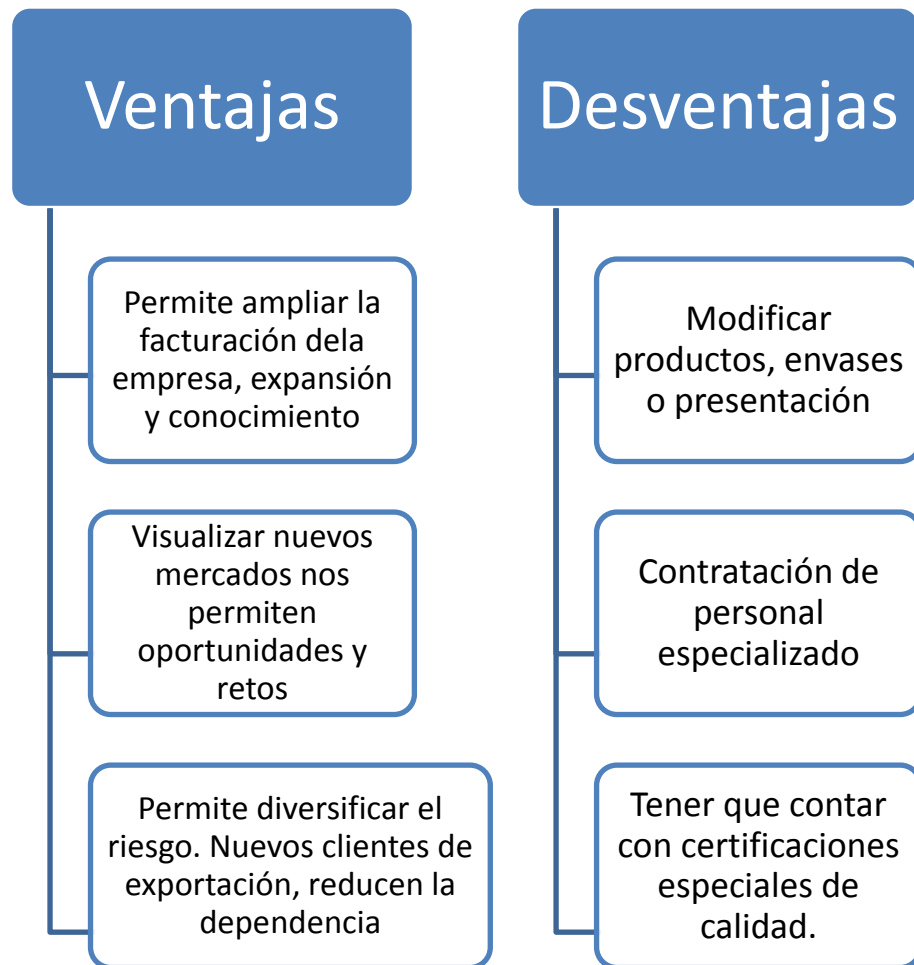 Ventajas
Permite ampliar la
facturación dela
empresa, expansión
y conocimiento
Visualizar nuevos
mercados nos
permiten
oportunidades y
retos
Permite diversificar el
riesgo. Nuevos clientes de
exportación, reducen la
dependencia
Desventajas
Modificar
productos, envases
o presentación
Contratación de
personal
especializado
Tener que contar
con certificaciones
especiales de
calidad.